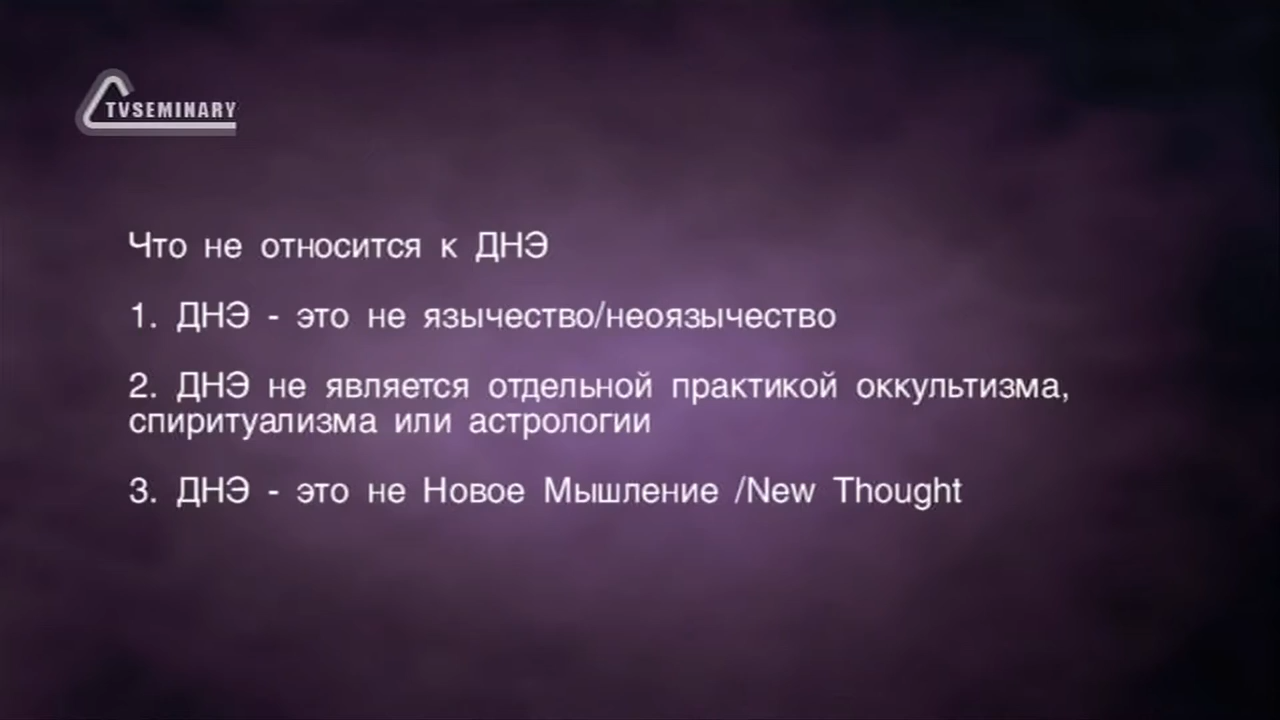 TVSEMINARY
Что не относится к ДНЭ
1. ДНЭ - это не язычество/неоязычество
2. ДНЭ не является отдельной практикой оккультизма,
спиритуализма или астрологии
3. ДНЭ - это не Новое Мышление /New Thought